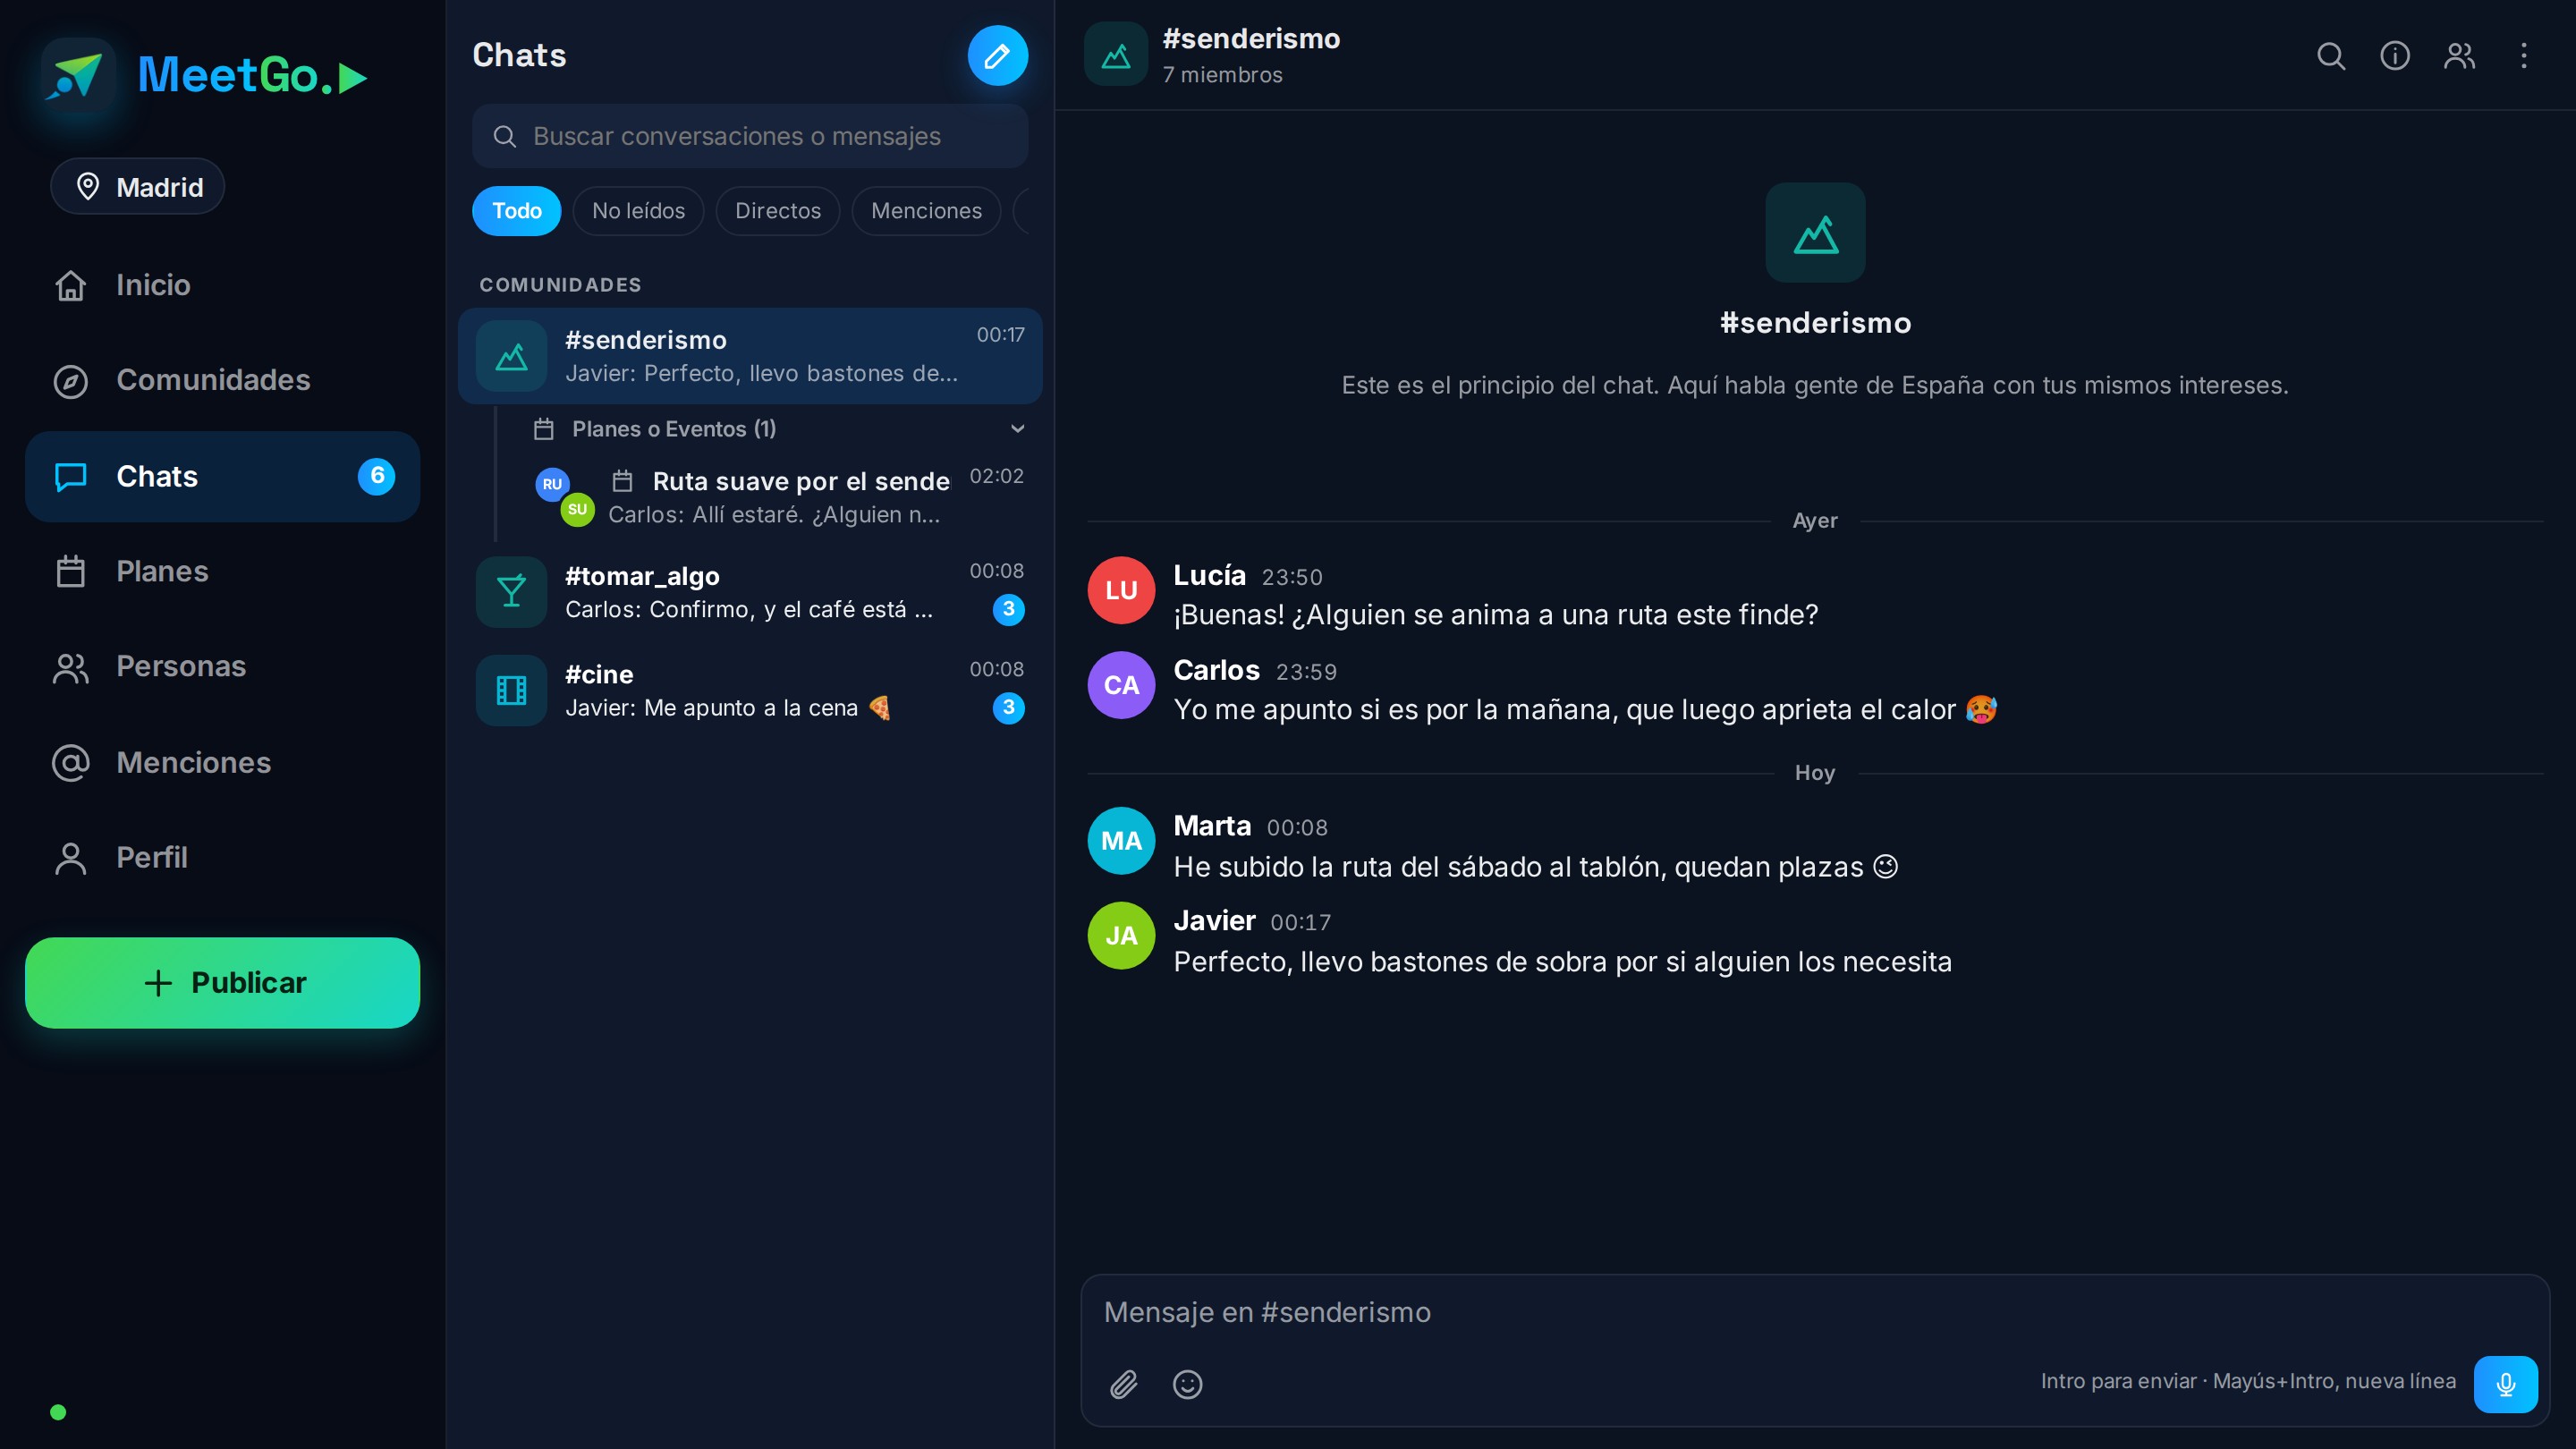 MeetGo.
Madrid
Inicio
Comunidades
Chats
6
Planes
Personas
Menciones
Perfil
Publicar
Chats
Buscar conversaciones o mensajes
Todo
No leídos
Directos
Menciones
COMUNIDADES
#senderismo
00:17
Javier: Perfecto, llevo bastones de...
Planes o Eventos (1)
RU
SU
Ruta suave por el sende
02:02
Carlos: Allí estaré. ¿Alguien n...
#tomar_algo
00:08
Carlos: Confirmo, y el café está ...
3
#cine
00:08
Javier: Me apunto a la cena 🍕
3
#senderismo
7 miembros
#senderismo
Este es el principio del chat. Aquí habla gente de España con tus mismos intereses.
Ayer
LU
Lucía 23:50
¡Buenas! ¿Alguien se anima a una ruta este finde?
CA
Carlos 23:59
Yo me apunto si es por la mañana, que luego aprieta el calor 🥵
Hoy
MA
Marta 00:08
He subido la ruta del sábado al tablón, quedan plazas 😉
JA
Javier 00:17
Perfecto, llevo bastones de sobra por si alguien los necesita
Mensaje en #senderismo
Intro para enviar · Mayús+Intro, nueva línea